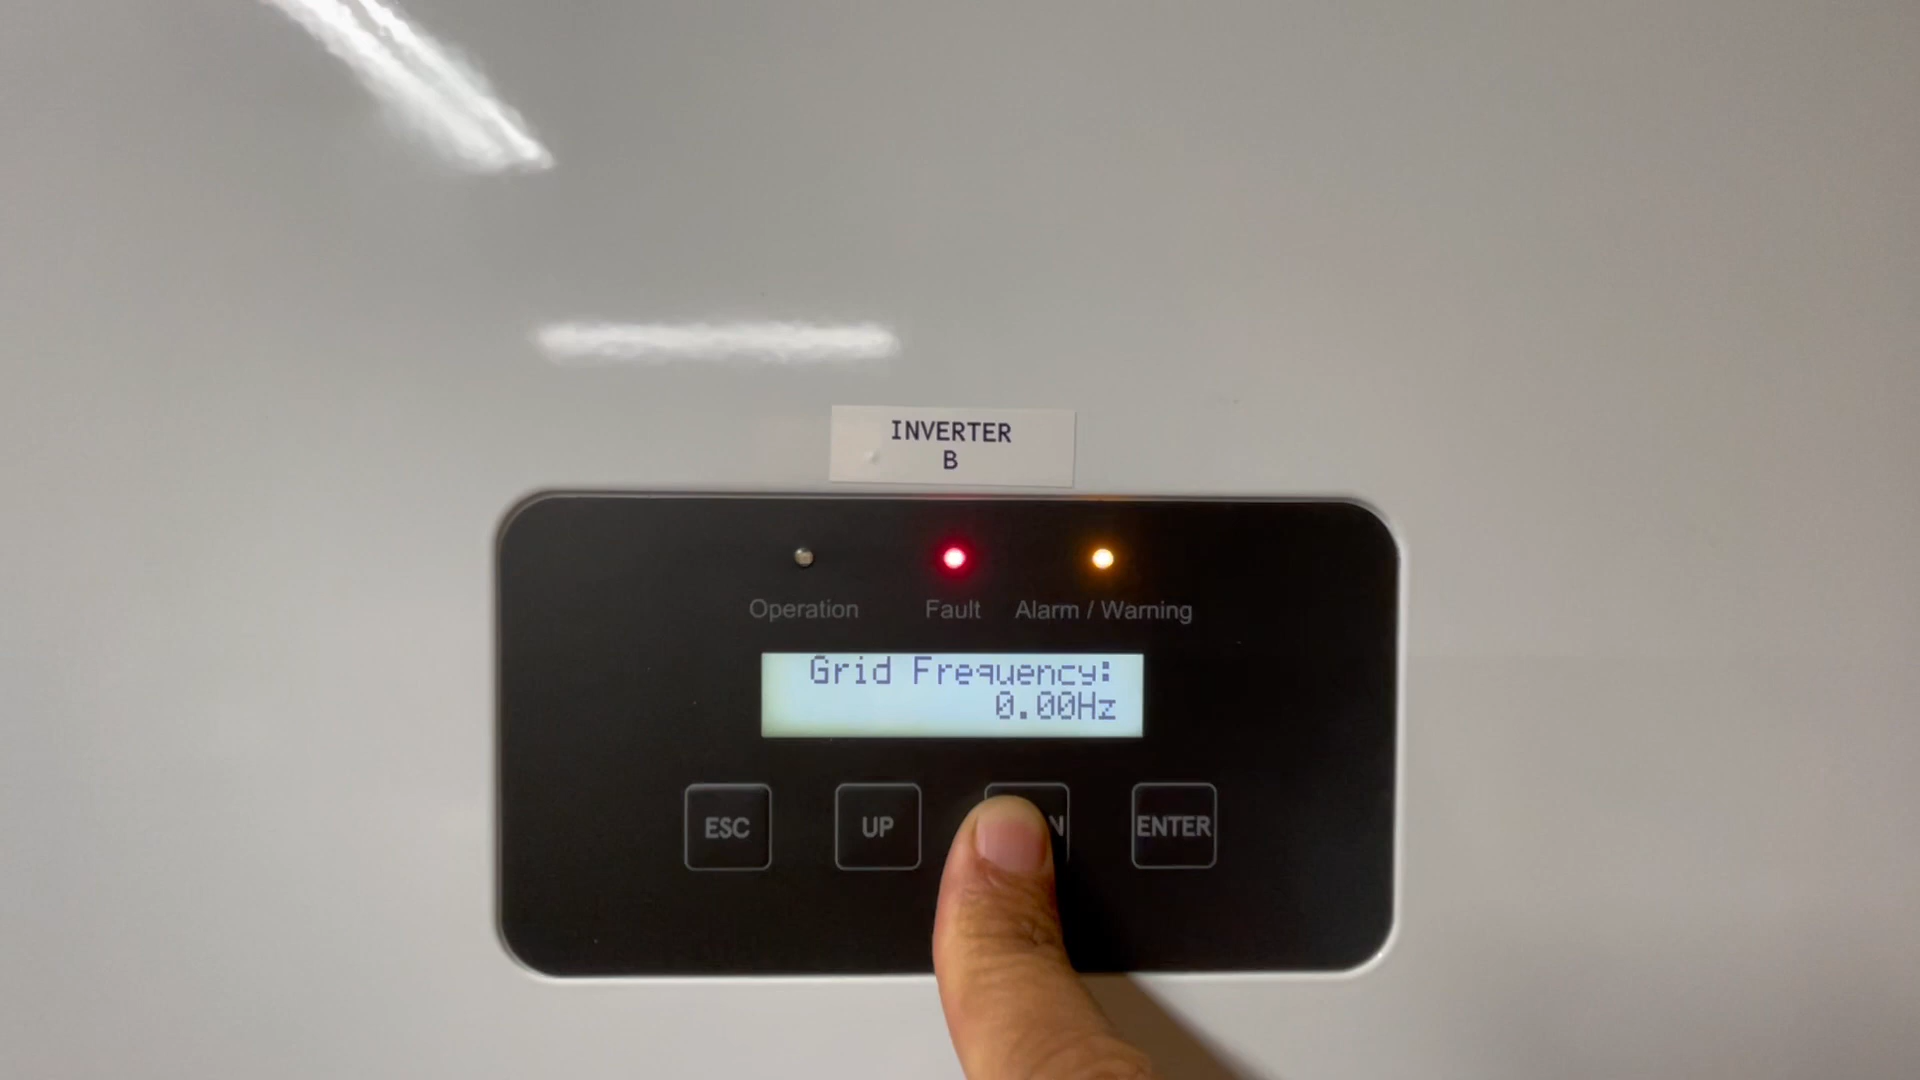 INVERTER
B
Operation Fault Alarm / Warning
Grid Frequency:
0.00Hz
ESC UP ENTER